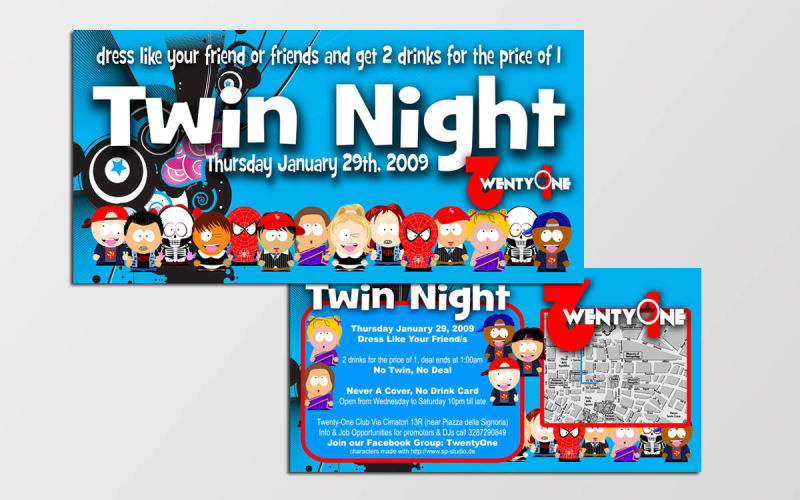 dress like your friend or friends and get 2 drinks for the price of 1
Twin Night
Thursday January 29th, 2009
TWENTYONE
Twin Night
TWENTYONE
Thursday January 29, 2009
Dress Like Your Friend/s
2 drinks for the price of 1, deal ends at 1:00am
No Twin, No Deal
Never A Cover, No Drink Card
Open from Wednesday to Saturday 10pm till late
Twenty-One Club Via Cimatori 13R (near Piazza della Signoria)
Info & Job Opportunities for promoters & DJs call 3287290849
Join our Facebook Group: TwentyOne
characters made with http://www.sp-studio.de